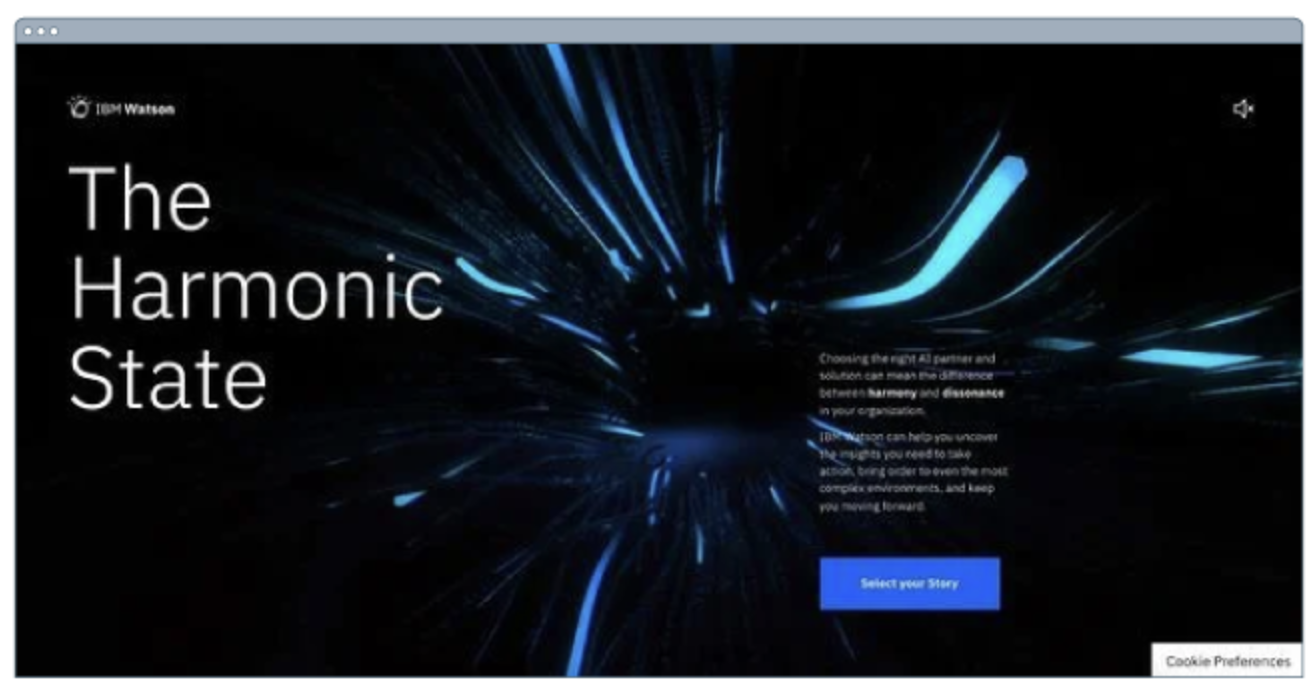 IBM Watson
The
Harmonic
State
Choosing the right AI partner and
solution can mean the difference
between harmony and dissonance
in your organization.
IBM Watson can help you uncover
the insights you need to take
action, bring order to even the most
complex environments, and keep
you moving forward.
Select your Story
Cookie Preferences